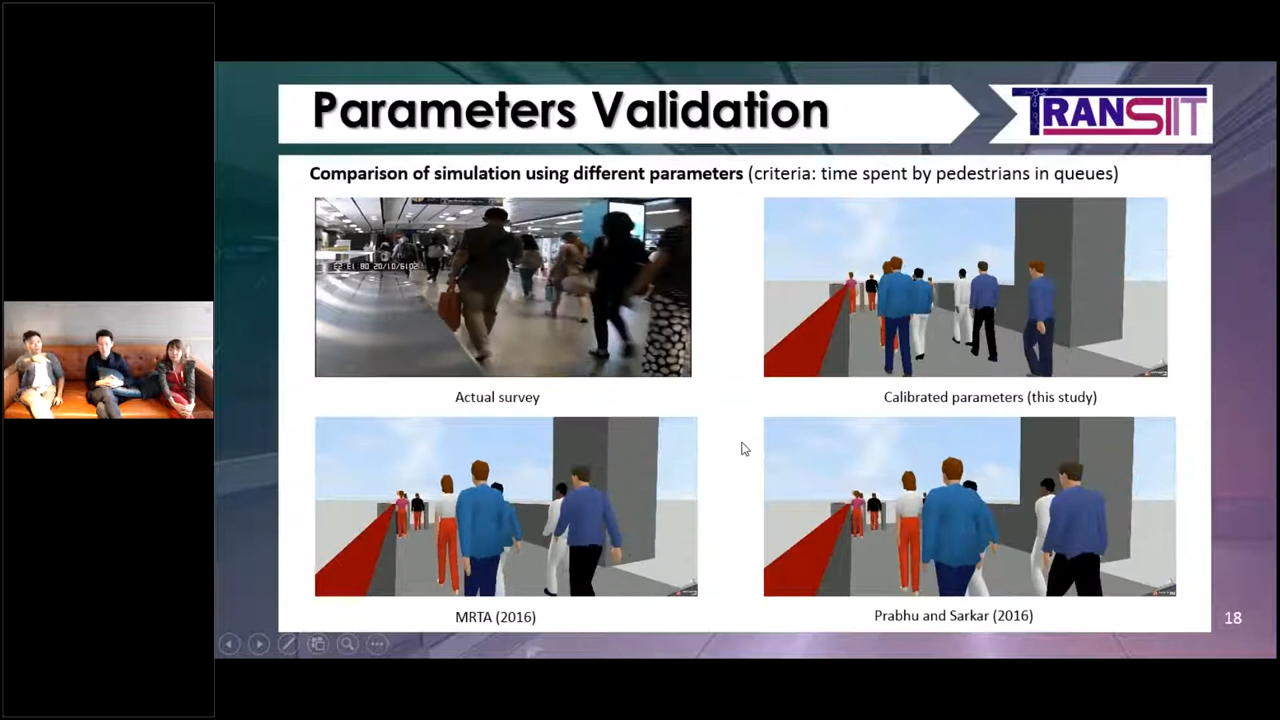 Parameters Validation
TRANSIIT
Comparison of simulation using different parameters (criteria: time spent by pedestrians in queues)
Actual survey
Calibrated parameters (this study)
MRTA (2016)
Prabhu and Sarkar (2016)
18